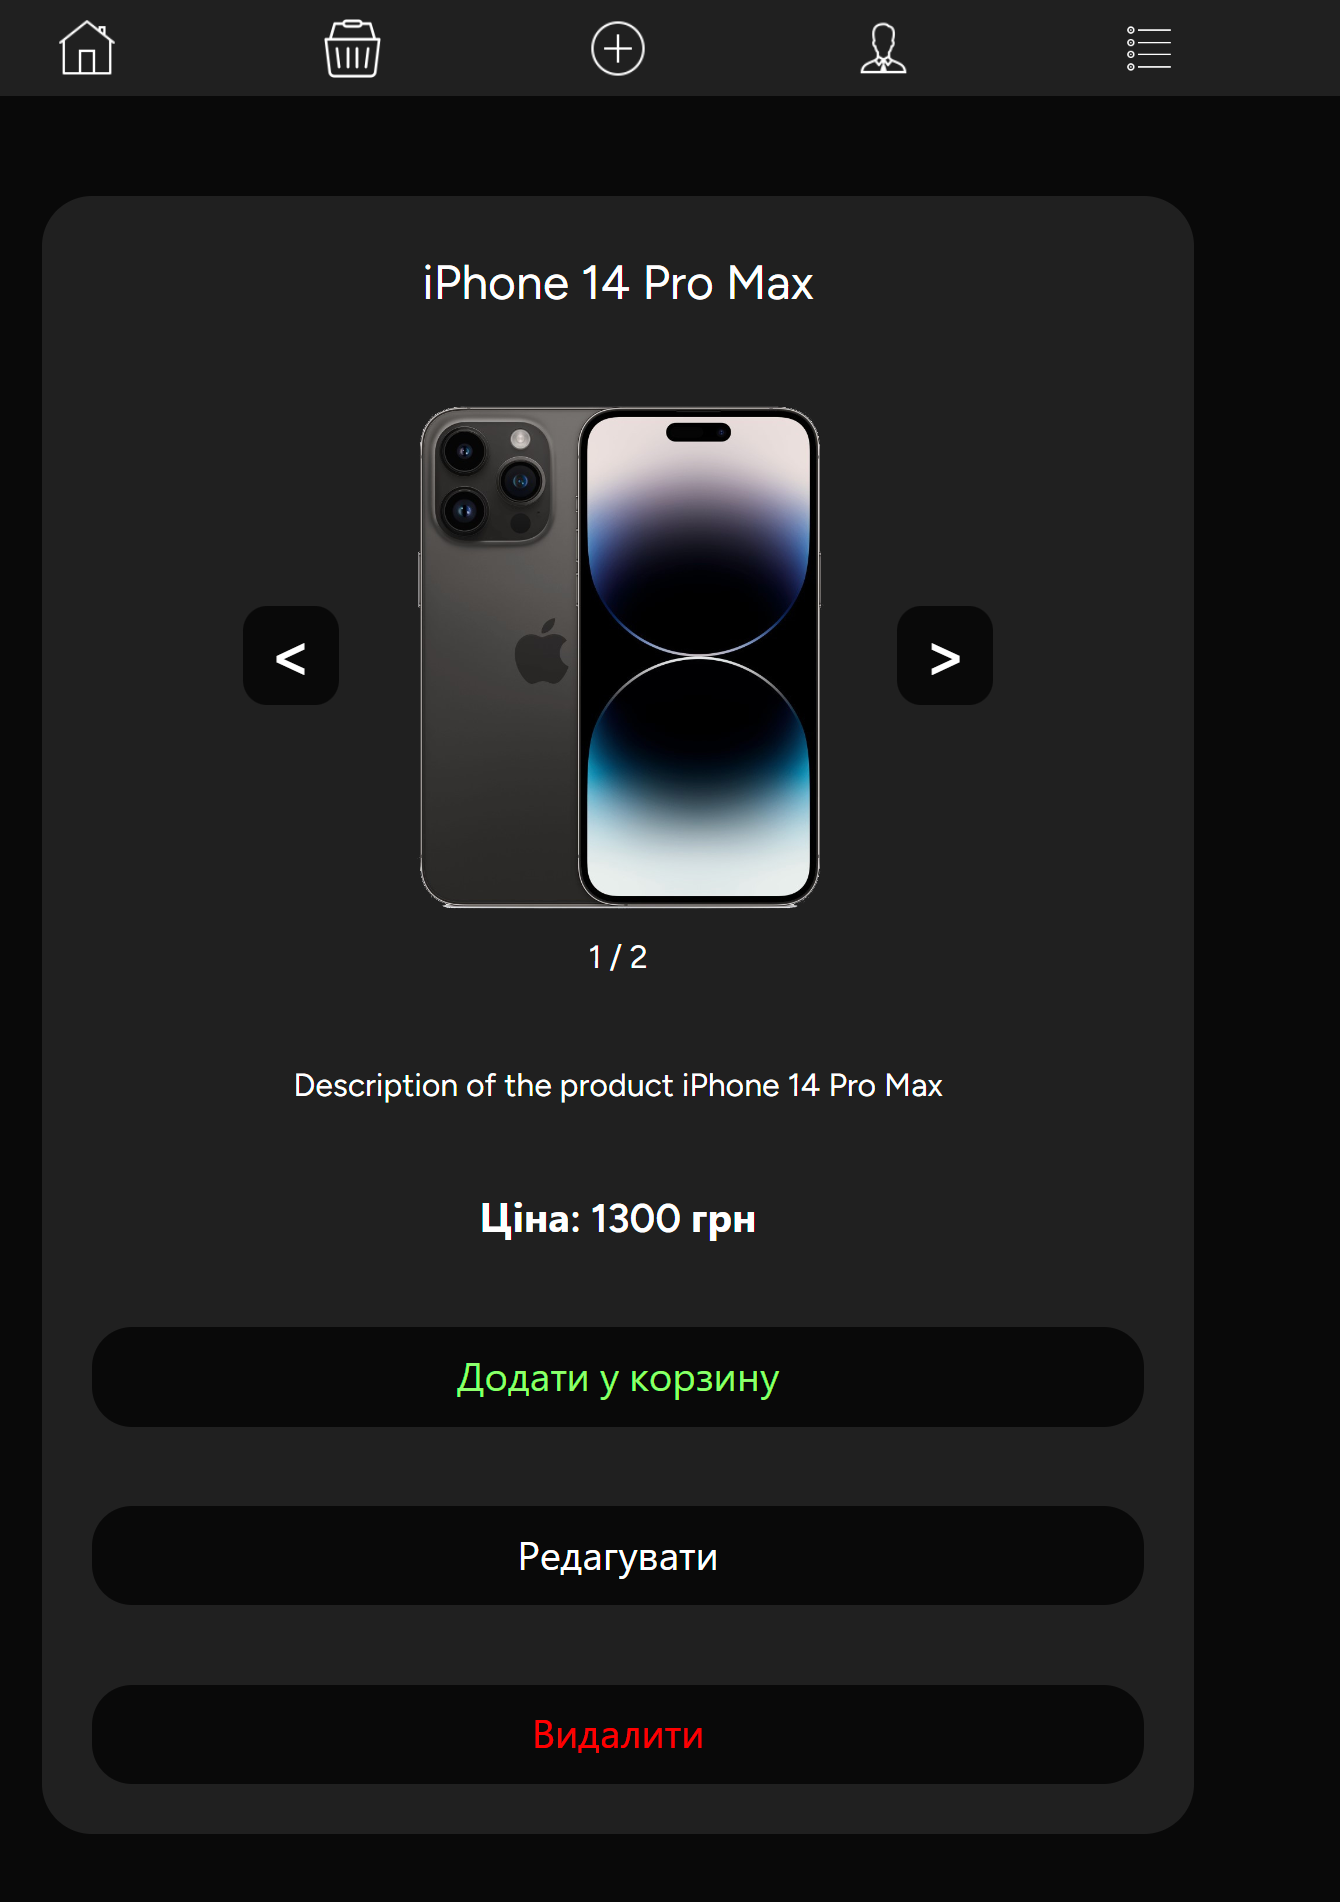 iPhone 14 Pro Max
<
>
1 / 2
Description of the product iPhone 14 Pro Max
Ціна: 1300 грн
Додати у корзину
Редагувати
Видалити